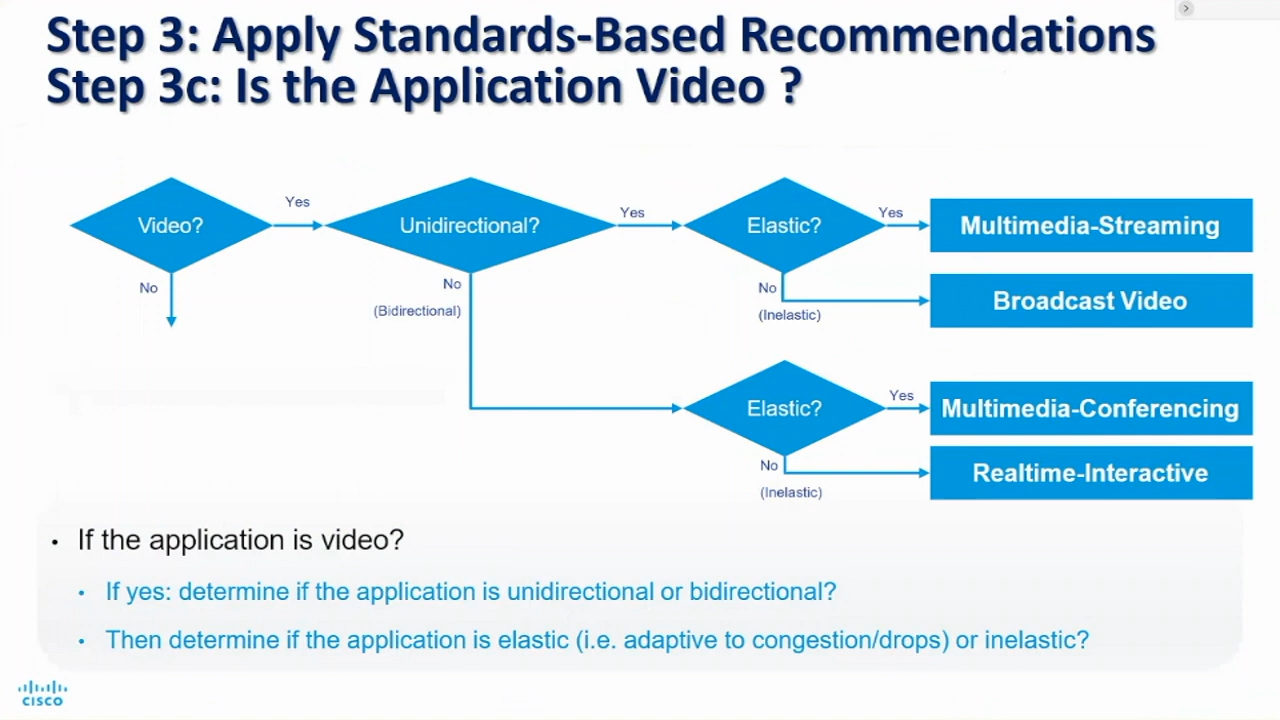 Step 3: Apply Standards-Based Recommendations
Step 3c: Is the Application Video ?
Video?
Yes
Unidirectional?
Yes
Elastic?
Yes
Multimedia-Streaming
No
No
(Bidirectional)
No
(Inelastic)
Broadcast Video
Elastic?
Yes
Multimedia-Conferencing
No
(Inelastic)
Realtime-Interactive
• If the application is video?
• If yes: determine if the application is unidirectional or bidirectional?
• Then determine if the application is elastic (i.e. adaptive to congestion/drops) or inelastic?
CISCO